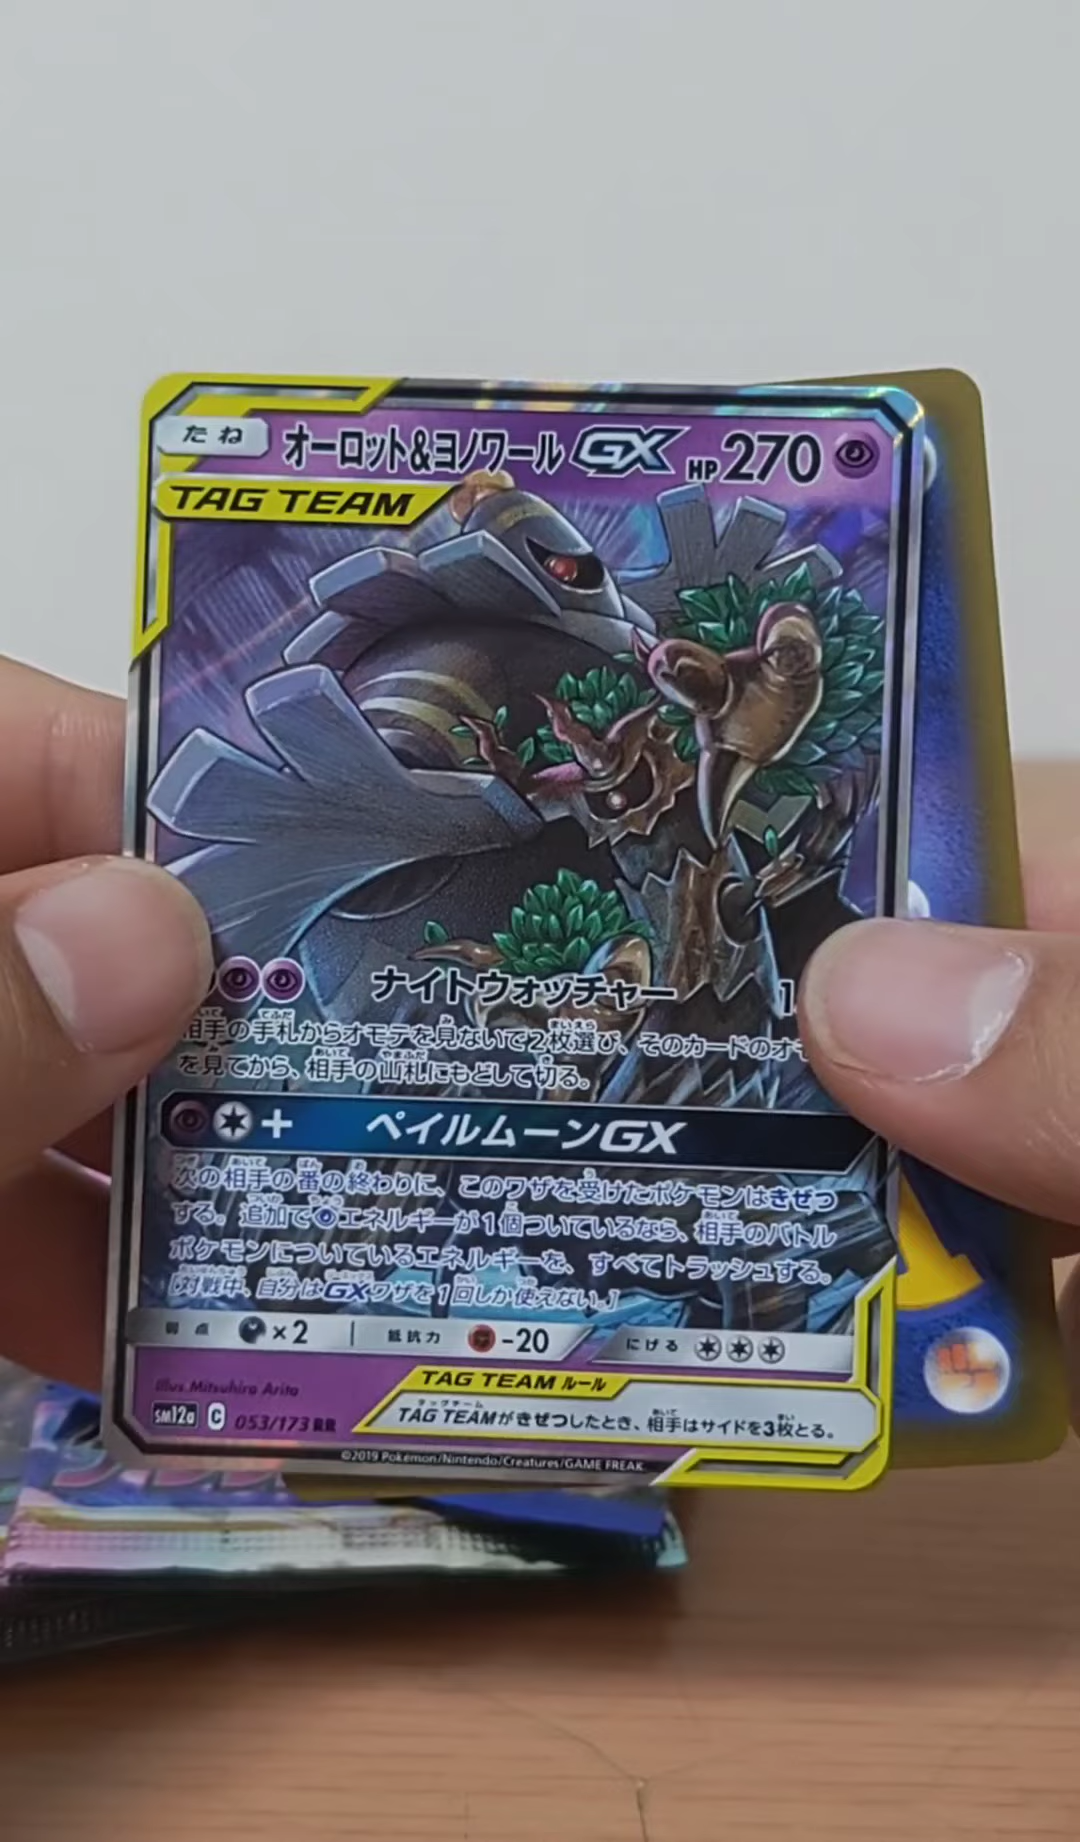 たね オーロット&ヨノワールGX HP270
TAG TEAM
ナイトウォッチャー
相手の手札からオモテを見ないで2枚選び、そのカードのオモ
を見てから、相手の山札にもどして切る。
+ ペイルムーンGX
次の相手の番の終わりに、このワザを受けたポケモンはきぜつ
する。追加でエネルギーが1個ついているなら、相手のバトル
ポケモンについているエネルギーを、すべてトラッシュする。
[対戦中、自分はGXワザを1回しか使えない。]
弱点 ×2 抵抗力 -20 にげる
Illus. Mitsuhiro Arita
TAG TEAM ルール
SM12a C 053/173 RR
TAG TEAMがきぜつしたとき、相手はサイドを3枚とる。
©2019 Pokémon/Nintendo/Creatures/GAME FREAK.